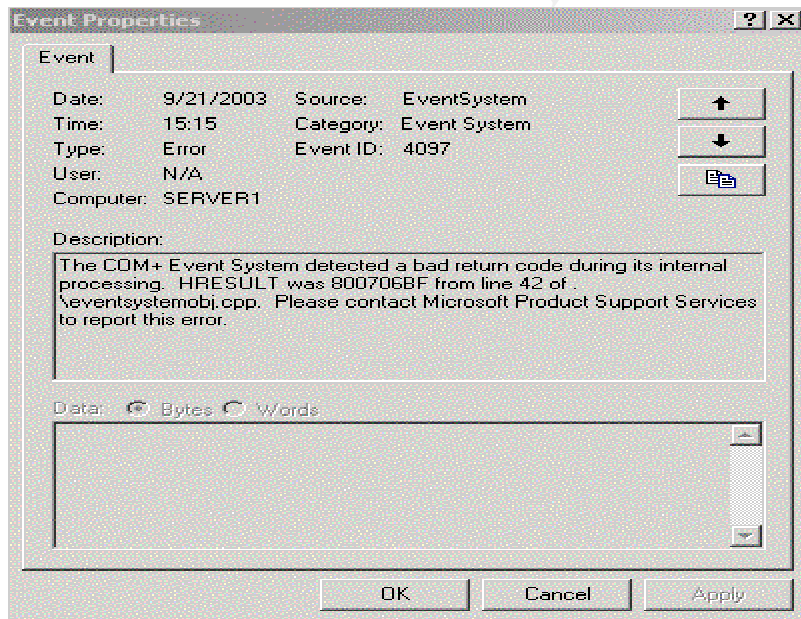 Event Properties
Event
Date: 9/21/2003 Source: EventSystem
Time: 15:15 Category: Event System
Type: Error Event ID: 4097
User: N/A
Computer: SERVER1
Description:
The COM+ Event System detected a bad return code during its internal
processing. HRESULT was 800706BF from line 42 of .
\eventsystemobj.cpp. Please contact Microsoft Product Support Services
to report this error.
Data: Bytes Words
OK Cancel Apply